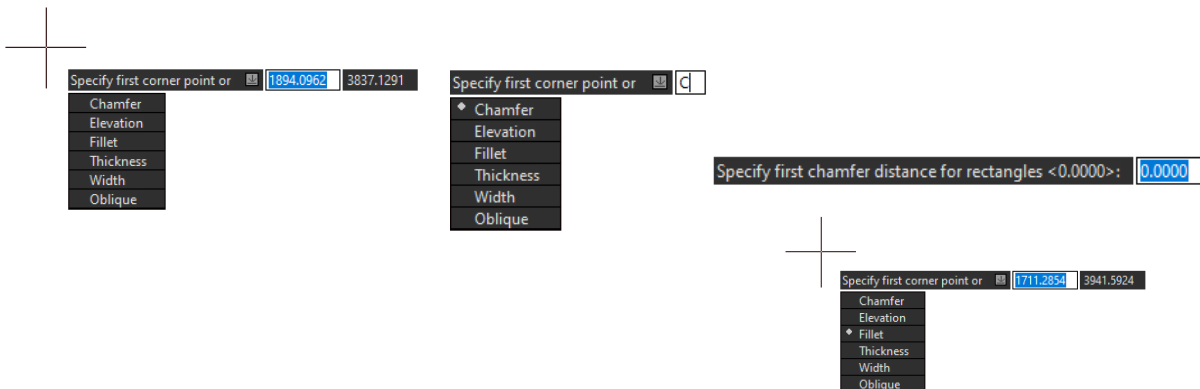 Specify first corner point or 1894.0962 3837.1291
Chamfer
Elevation
Fillet
Thickness
Width
Oblique
Specify first corner point or C
Chamfer
Elevation
Fillet
Thickness
Width
Oblique
Specify first chamfer distance for rectangles <0.0000>: 0.0000
Specify first corner point or 1711.2854 3941.5924
Chamfer
Elevation
Fillet
Thickness
Width
Oblique